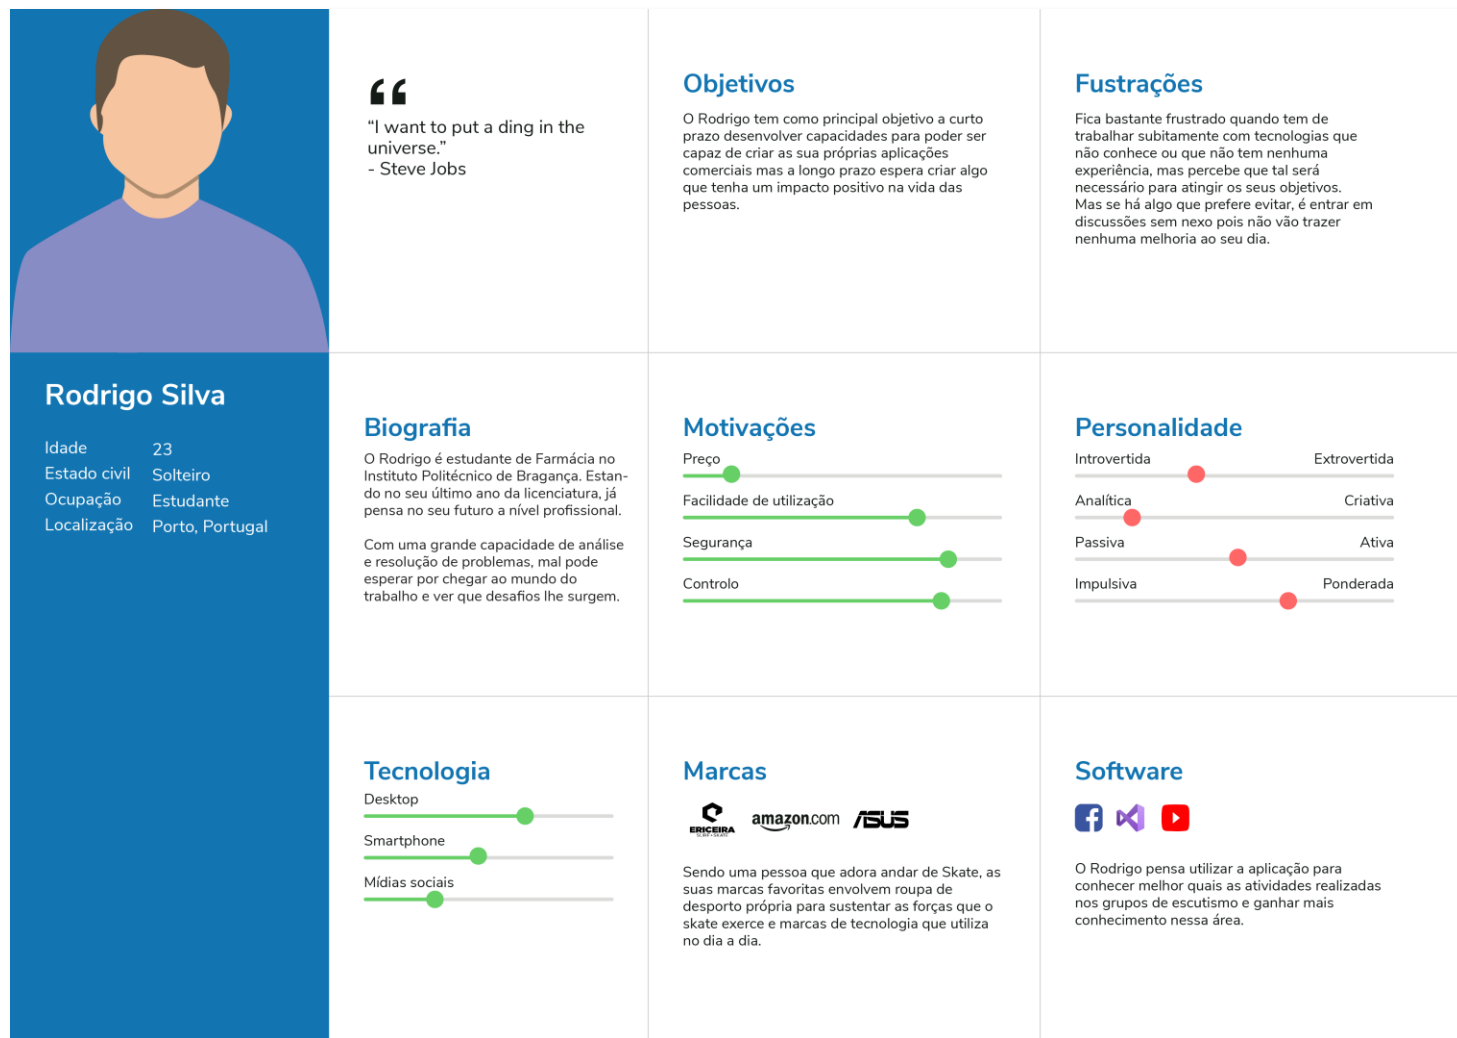 Rodrigo Silva
Idade 23
Estado civil Solteiro
Ocupação Estudante
Localização Porto, Portugal
“I want to put a ding in the
universe.”
- Steve Jobs
Objetivos
O Rodrigo tem como principal objetivo a curto
prazo desenvolver capacidades para poder ser
capaz de criar as sua próprias aplicações
comerciais mas a longo prazo espera criar algo
que tenha um impacto positivo na vida das
pessoas.
Fustrações
Fica bastante frustrado quando tem de
trabalhar subitamente com tecnologias que
não conhece ou que não tem nenhuma
experiência, mas percebe que tal será
necessário para atingir os seus objetivos.
Mas se há algo que prefere evitar, é entrar em
discussões sem nexo pois não vão trazer
nenhuma melhoria ao seu dia.
Biografia
O Rodrigo é estudante de Farmácia no
Instituto Politécnico de Bragança. Estan-
do no seu último ano da licenciatura, já
pensa no seu futuro a nível profissional.
Com uma grande capacidade de análise
e resolução de problemas, mal pode
esperar por chegar ao mundo do
trabalho e ver que desafios lhe surgem.
Motivações
Preço
Facilidade de utilização
Segurança
Controlo
Personalidade
Introvertida Extrovertida
Analítica Criativa
Passiva Ativa
Impulsiva Ponderada
Tecnologia
Desktop
Smartphone
Mídias sociais
Marcas
ERICEIRA
SURF+SKATE
amazon.com
ASUS
Sendo uma pessoa que adora andar de Skate, as
suas marcas favoritas envolvem roupa de
desporto própria para sustentar as forças que o
skate exerce e marcas de tecnologia que utiliza
no dia a dia.
Software
O Rodrigo pensa utilizar a aplicação para
conhecer melhor quais as atividades realizadas
nos grupos de escutismo e ganhar mais
conhecimento nessa área.